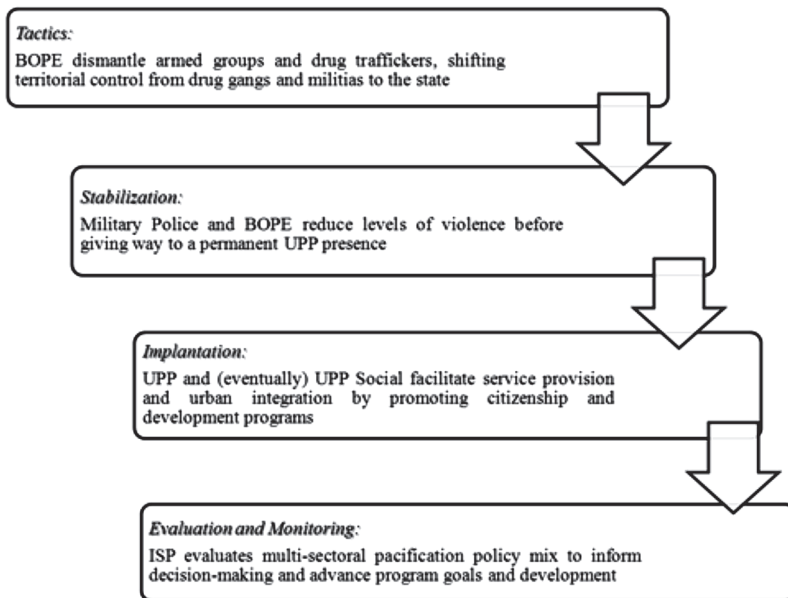 Tactics:
BOPE dismantle armed groups and drug traffickers, shifting
territorial control from drug gangs and militias to the state
Stabilization:
Military Police and BOPE reduce levels of violence before
giving way to a permanent UPP presence
Implantation:
UPP and (eventually) UPP Social facilitate service provision
and urban integration by promoting citizenship and
development programs
Evaluation and Monitoring:
ISP evaluates multi-sectoral pacification policy mix to inform
decision-making and advance program goals and development